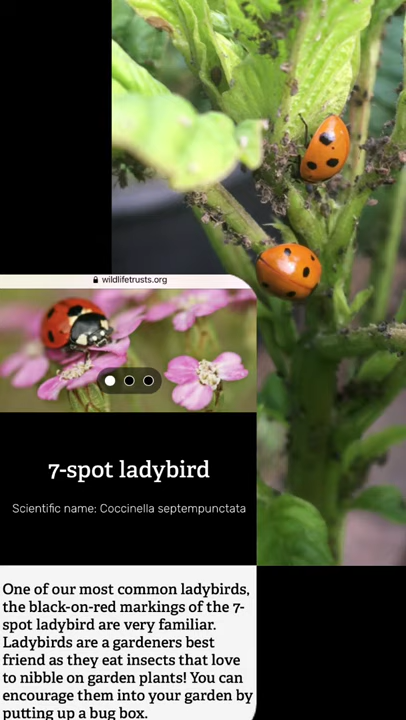 wildlifetrusts.org
7-spot ladybird
Scientific name: Coccinella septempunctata
One of our most common ladybirds,
the black-on-red markings of the 7-
spot ladybird are very familiar.
Ladybirds are a gardeners best
friend as they eat insects that love
to nibble on garden plants! You can
encourage them into your garden by
putting up a bug box.